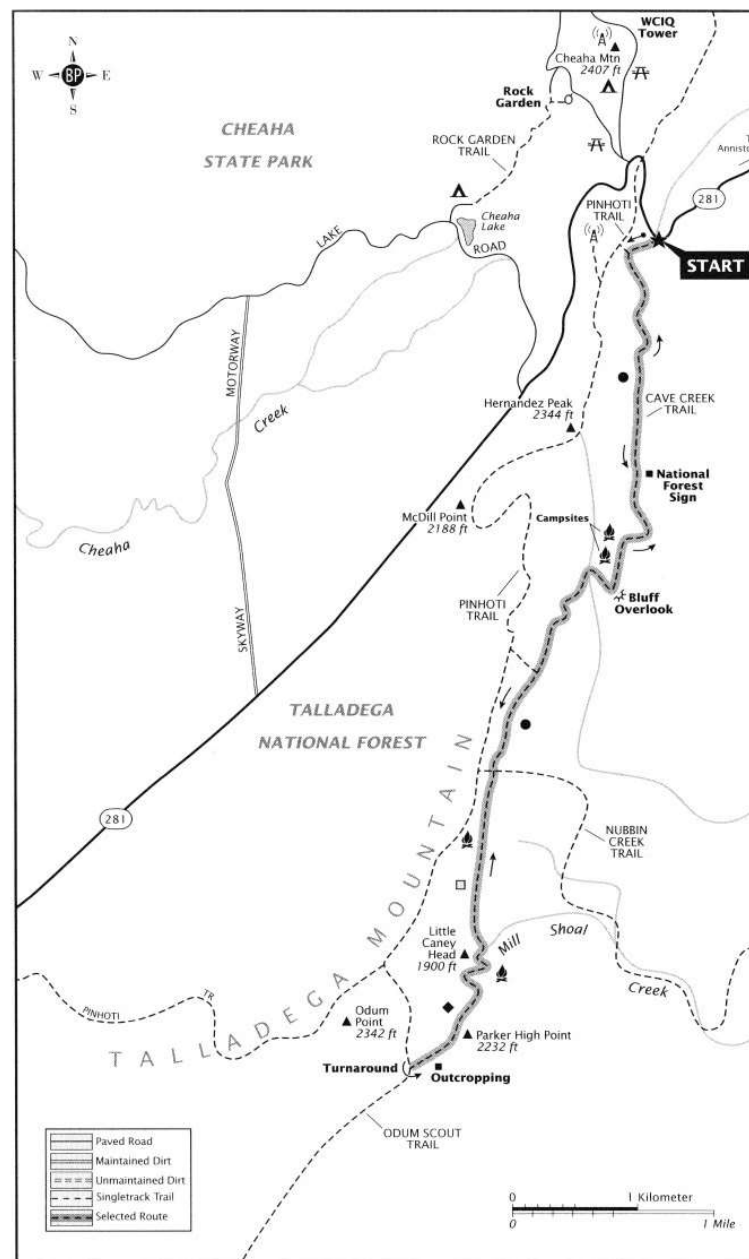 N
W BP E
S
WCIQ
Tower
Cheaha Mtn
2407 ft
Rock
Garden
CHEAHA
STATE PARK
ROCK GARDEN
TRAIL
Anniston
281
PINHOTI
TRAIL
Cheaha
Lake
LAKE
ROAD
START
MOTORWAY
CAVE CREEK
TRAIL
Hernandez Peak
2344 ft
Creek
National
Forest
Sign
McDill Point
2188 ft
Campsites
Cheaha
Bluff
Overlook
PINHOTI
TRAIL
SKYWAY
TALLADEGA
NATIONAL FOREST
281
NUBBIN
CREEK
TRAIL
TALLADEGA MOUNTAIN
Little
Caney
Head
1900 ft
Mill Shoal
Creek
PINHOTI TR
Odum
Point
2342 ft
Parker High Point
2232 ft
Turnaround
Outcropping
ODUM SCOUT
TRAIL
Paved Road
Maintained Dirt
Unmaintained Dirt
Singletrack Trail
Selected Route
0 1 Kilometer
0 1 Mile